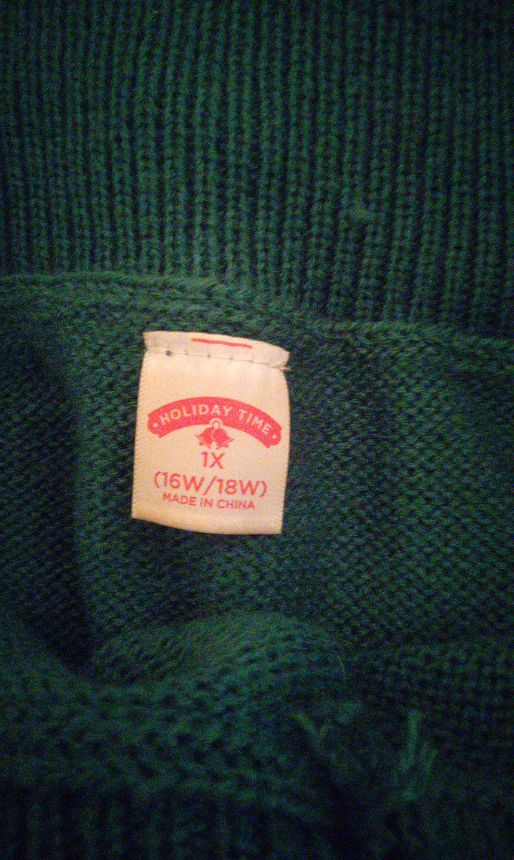 HOLIDAY TIME
1X
(16W/18W)
MADE IN CHINA